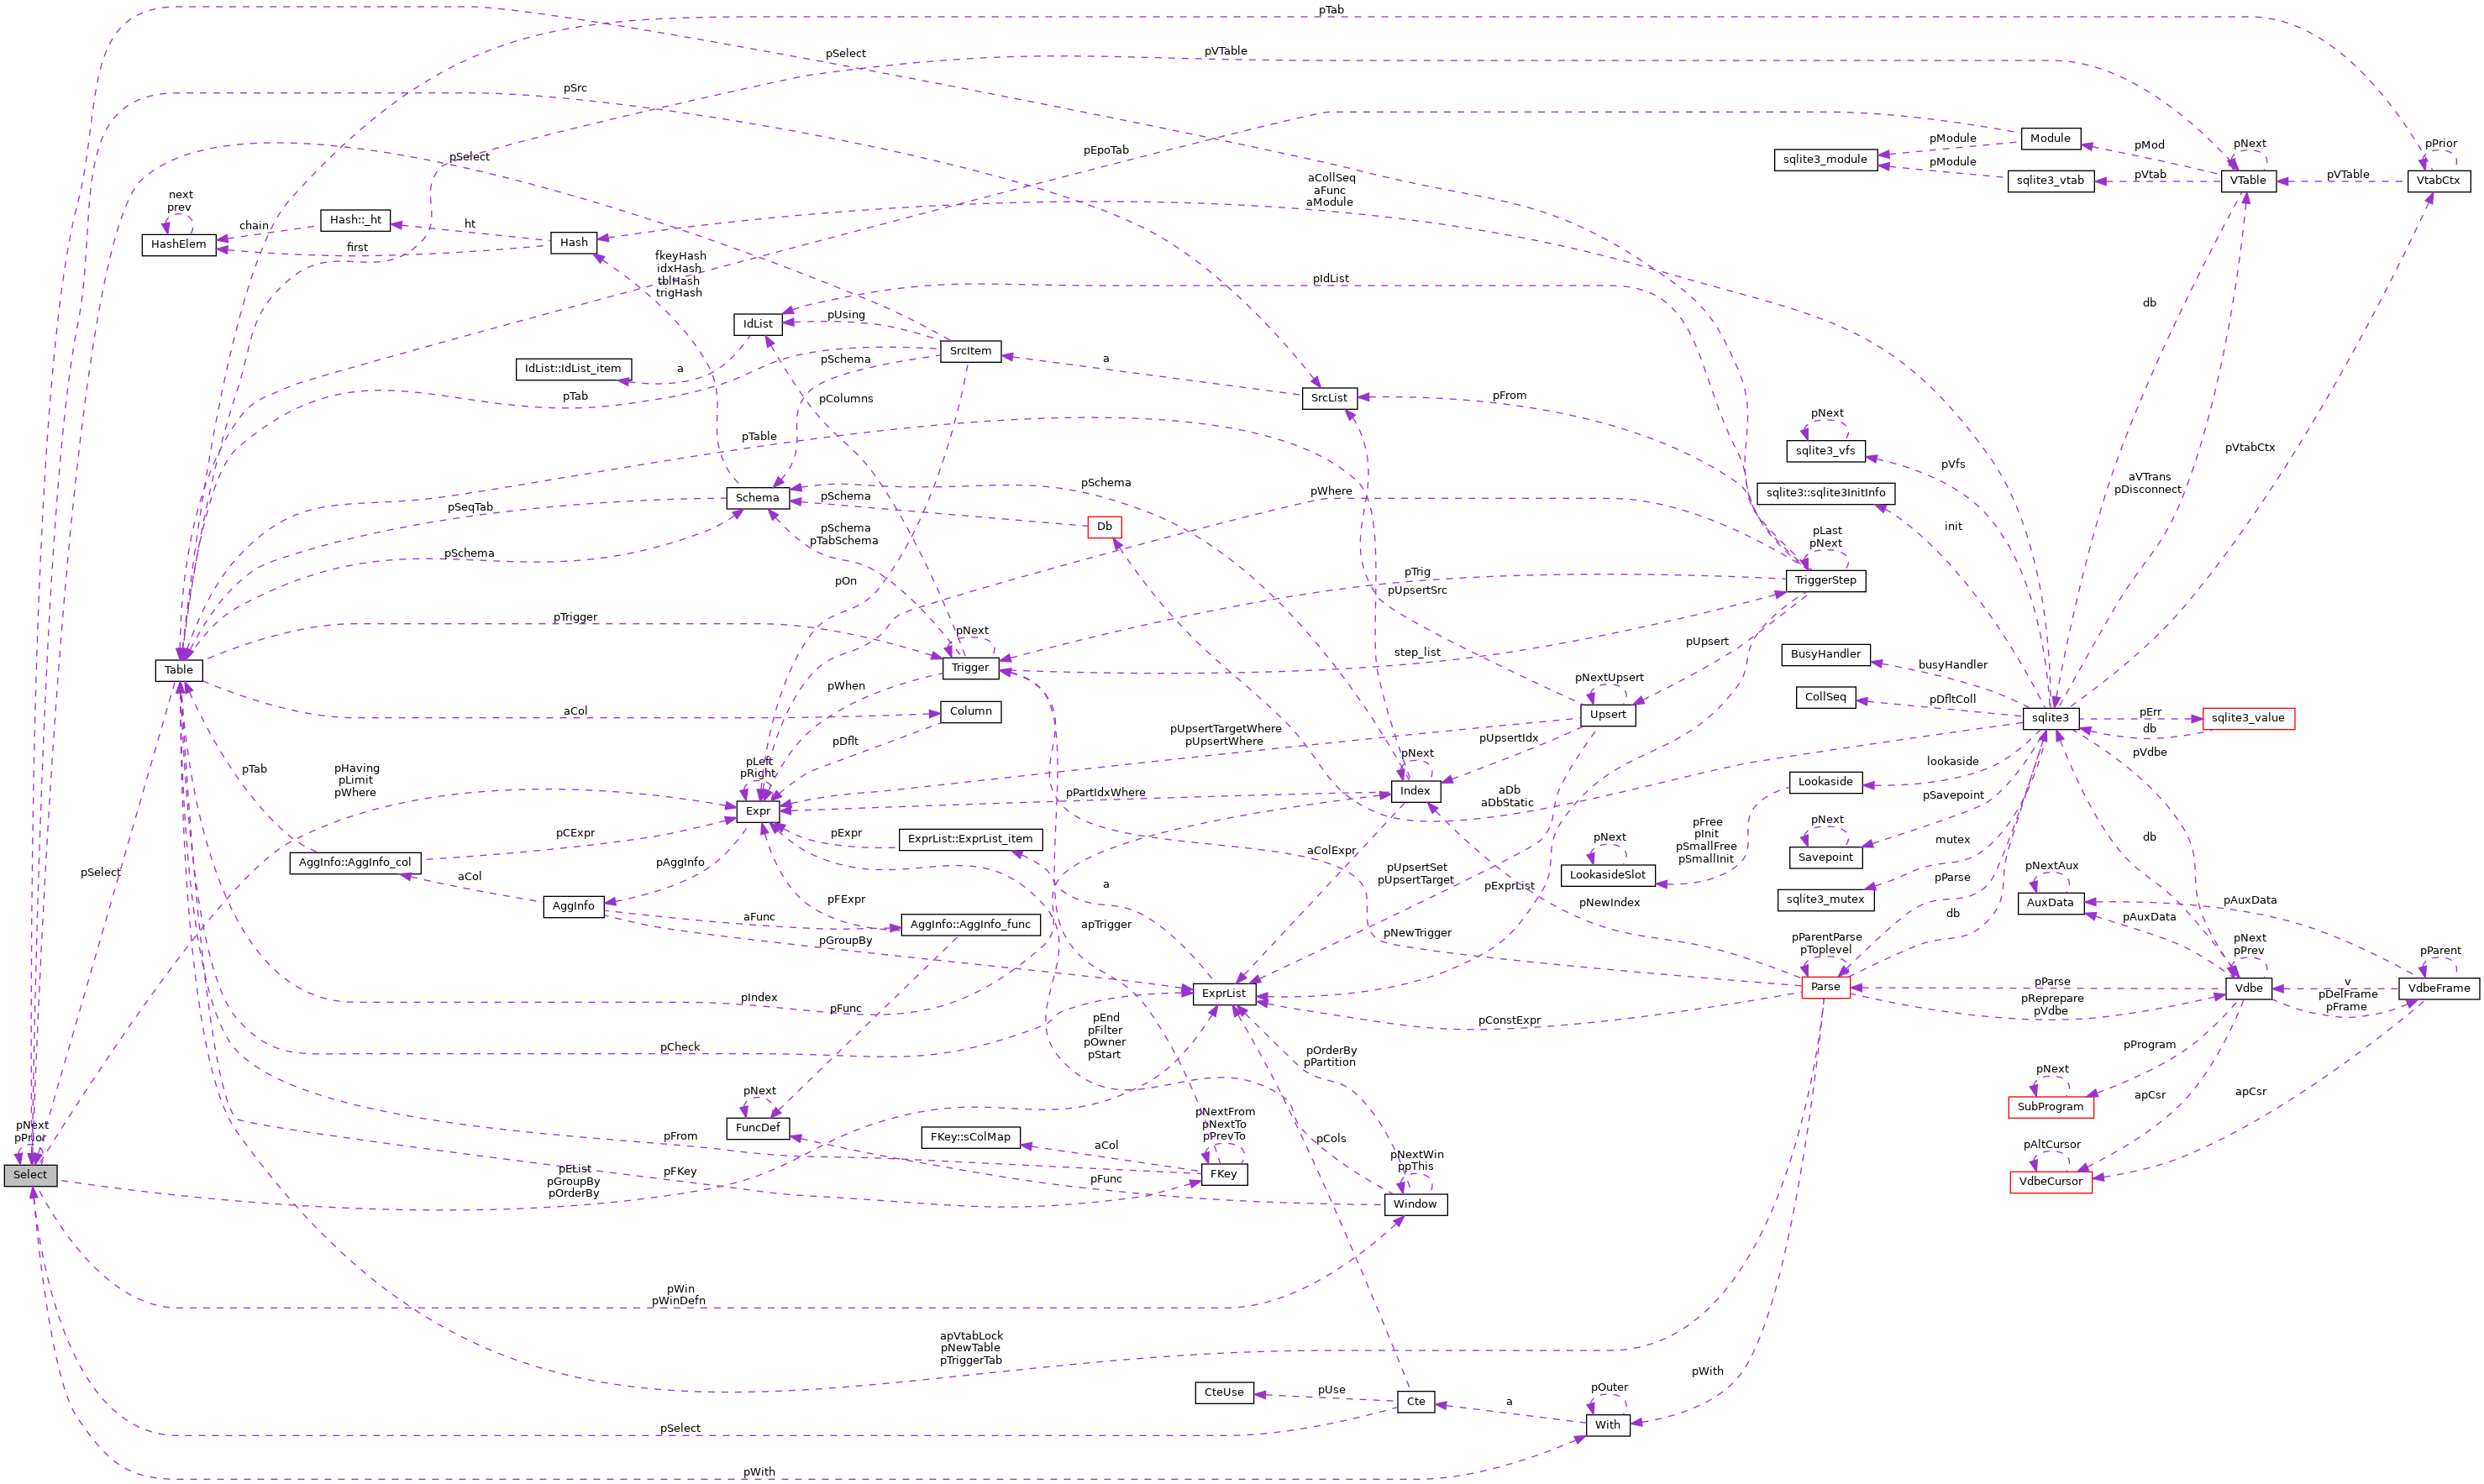 pTab
pSelect
pVTable
pSrc
pSelect
pEpoTab
Module
pModule
sqlite3_module
pModule
pMod
pNext
pPrior
sqlite3_vtab
pVtab
VTable
pVTable
VtabCtx
aCollSeq
aFunc
aModule
next
prev
Hash::_ht
chain
ht
HashElem
first
Hash
fkeyHash
idxHash
tblHash
trigHash
pIdList
db
IdList
pUsing
SrcItem
a
IdList::IdList_item
a
pSchema
pTab
pColumns
SrcList
pFrom
pNext
sqlite3_vfs
pVfs
pVtabCtx
pTable
pSchema
pWhere
sqlite3::sqlite3InitInfo
aVTrans
pDisconnect
init
Schema
pSchema
pSeqTab
Db
pSchema
pTabSchema
pSchema
pOn
pLast
pNext
TriggerStep
pTrig
pUpsertSrc
pTrigger
pNext
Trigger
step_list
pUpsert
Table
BusyHandler
busyHandler
pWhen
pNextUpsert
CollSeq
pDfltColl
Column
aCol
Upsert
sqlite3
pErr
db
sqlite3_value
pDflt
pUpsertTargetWhere
pUpsertWhere
pUpsertIdx
pVdbe
pTab
pHaving
pLimit
pWhere
pLeft
pRight
Expr
pPartIdxWhere
pNext
Index
aDb
aDbStatic
Lookaside
lookaside
pSavepoint
pCExpr
pExpr
ExprList::ExprList_item
pFree
pInit
pSmallFree
pSmallInit
pNext
pNext
Savepoint
mutex
db
AggInfo::AggInfo_col
pAggInfo
aColExpr
pSelect
aCol
LookasideSlot
pUpsertSet
pUpsertTarget
pExprList
pNextAux
pParse
AggInfo
a
pFExpr
sqlite3_mutex
AuxData
pAuxData
pNewIndex
aFunc
AggInfo::AggInfo_func
apTrigger
db
pAuxData
pGroupBy
pNewTrigger
pParentParse
pToplevel
pNext
pPrev
pParent
ExprList
Parse
pParse
Vdbe
v
pDelFrame
pFrame
VdbeFrame
pIndex
pFunc
pReprepare
pVdbe
pConstExpr
pCheck
pEnd
pFilter
pOwner
pStart
pOrderBy
pPartition
pProgram
pNext
SubProgram
apCsr
apCsr
pNext
FuncDef
pFrom
FKey::sColMap
aCol
pNextFrom
pNextTo
pPrevTo
pCols
pNext
pPrior
Select
pFKey
pEList
pGroupBy
pOrderBy
FKey
pFunc
pNextWin
ppThis
Window
pAltCursor
VdbeCursor
pWin
pWinDefn
apVtabLock
pNewTable
pTriggerTab
pWith
CteUse
pUse
Cte
a
pOuter
With
pSelect
pWith